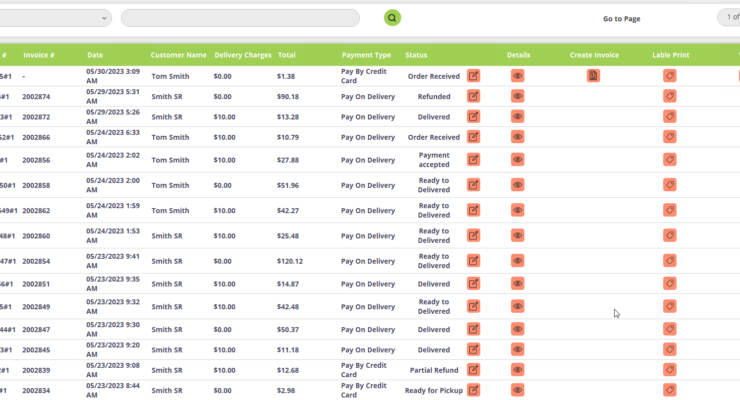 Go to Page 1 of
# Invoice # Date Customer Name Delivery Charges Total Payment Type Status Details Create Invoice Lable Print
5#1 - 05/30/2023 3:09 AM Tom Smith $0.00 $1.38 Pay By Credit Card Order Received
#1 2002874 05/29/2023 5:31 AM Smith SR $0.00 $90.18 Pay On Delivery Refunded
3#1 2002872 05/29/2023 5:26 AM Smith SR $10.00 $13.28 Pay On Delivery Delivered
52#1 2002866 05/24/2023 6:33 AM Tom Smith $10.00 $10.79 Pay On Delivery Order Received
#1 2002856 05/24/2023 2:02 AM Tom Smith $10.00 $27.88 Pay On Delivery Payment accepted
50#1 2002858 05/24/2023 2:00 AM Tom Smith $0.00 $51.96 Pay On Delivery Ready to Delivered
49#1 2002862 05/24/2023 1:59 AM Tom Smith $10.00 $42.27 Pay On Delivery Ready to Delivered
48#1 2002860 05/24/2023 1:53 AM Smith SR $10.00 $25.48 Pay On Delivery Ready to Delivered
47#1 2002854 05/23/2023 9:41 AM Smith SR $0.00 $120.12 Pay On Delivery Ready to Delivered
6#1 2002851 05/23/2023 9:35 AM Smith SR $10.00 $14.87 Pay On Delivery Delivered
5#1 2002849 05/23/2023 9:32 AM Smith SR $10.00 $42.48 Pay On Delivery Ready to Delivered
44#1 2002847 05/23/2023 9:30 AM Smith SR $0.00 $50.37 Pay On Delivery Delivered
3#1 2002845 05/23/2023 9:20 AM Smith SR $10.00 $11.18 Pay On Delivery Delivered
#1 2002839 05/23/2023 9:08 AM Smith SR $10.00 $12.68 Pay By Credit Card Partial Refund
#1 2002834 05/23/2023 8:44 AM Smith SR $0.00 $2.98 Pay By Credit Card Ready for Pickup